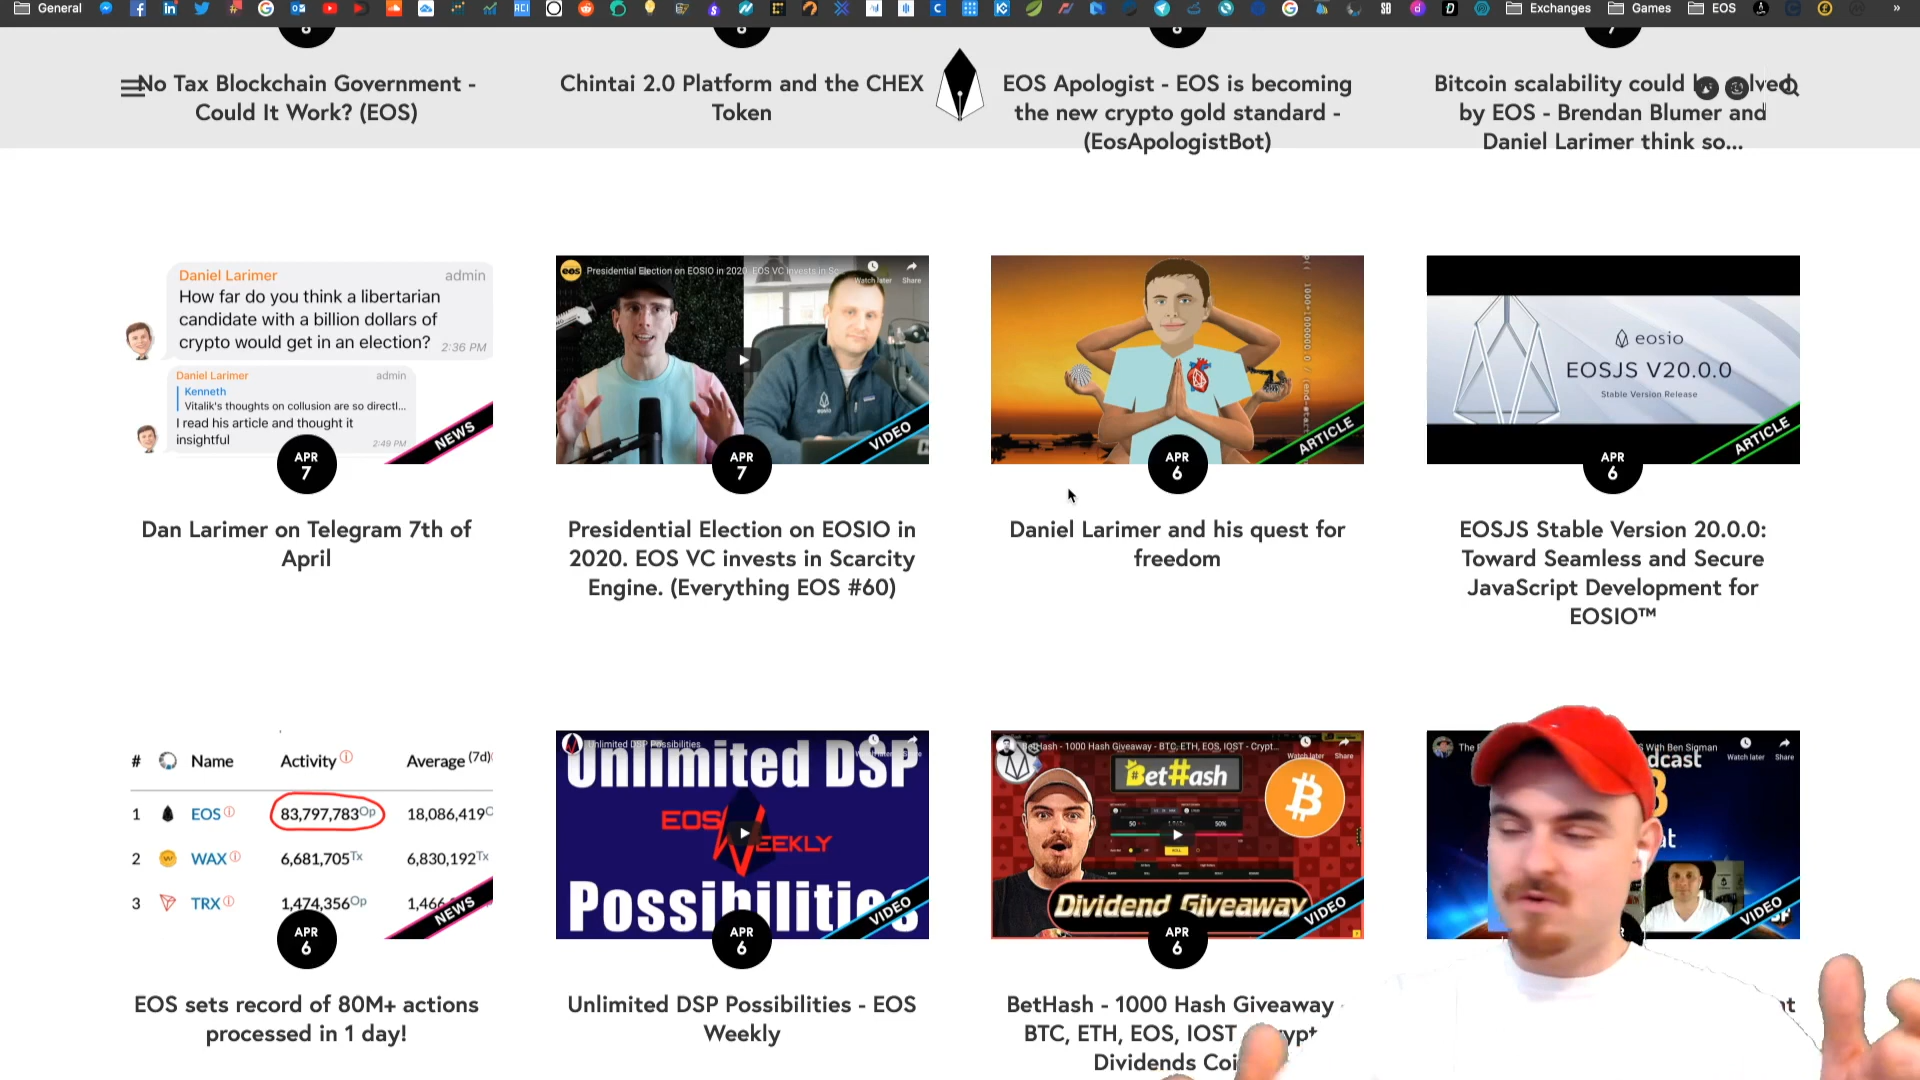 General
Exchanges
Games
EOS
»
No Tax Blockchain Government -
Could It Work? (EOS)
Chintai 2.0 Platform and the CHEX
Token
EOS Apologist - EOS is becoming
the new crypto gold standard -
(EosApologistBot)
Bitcoin scalability could
by EOS - Brendan Blumer and
Daniel Larimer think so...
Daniel Larimer admin
How far do you think a libertarian
candidate with a billion dollars of
crypto would get in an election? 2:36 PM
Daniel Larimer admin
Kenneth
Vitalik's thoughts on collusion are so directl...
I read his article and thought it
insightful 2:49 PM
NEWS
APR
7
Dan Larimer on Telegram 7th of
April
eos
Presidential Election on EOSIO in 2020. EOS VC invests in Sc
Watch later Share
eosio
VIDEO
APR
7
Presidential Election on EOSIO in
2020. EOS VC invests in Scarcity
Engine. (Everything EOS #60)
ARTICLE
APR
6
Daniel Larimer and his quest for
freedom
eosio
EOSJS V20.0.0
Stable Version Release
ARTICLE
APR
6
EOSJS Stable Version 20.0.0:
Toward Seamless and Secure
JavaScript Development for
EOSIO™
# Name Activity Average (7d)
1 EOS 83,797,783Op 18,086,419
2 WAX 6,681,705Tx 6,830,192Tx
3 TRX 1,474,356Op 1,466
NEWS
APR
6
EOS sets record of 80M+ actions
processed in 1 day!
Unlimited DSP Possibilities
Unlimited DSP
EOS WEEKLY
Possibilities
VIDEO
APR
6
Unlimited DSP Possibilities - EOS
Weekly
BetHash - 1000 Hash Giveaway - BTC, ETH, EOS, IOST - Crypt...
Watch later Share
Bet#ash
50 50%
Dividend Giveaway
VIDEO
APR
6
BetHash - 1000 Hash Giveaway
BTC, ETH, EOS, IOST
Dividends
The
With Ben Sigman
Watch later Share
VIDEO